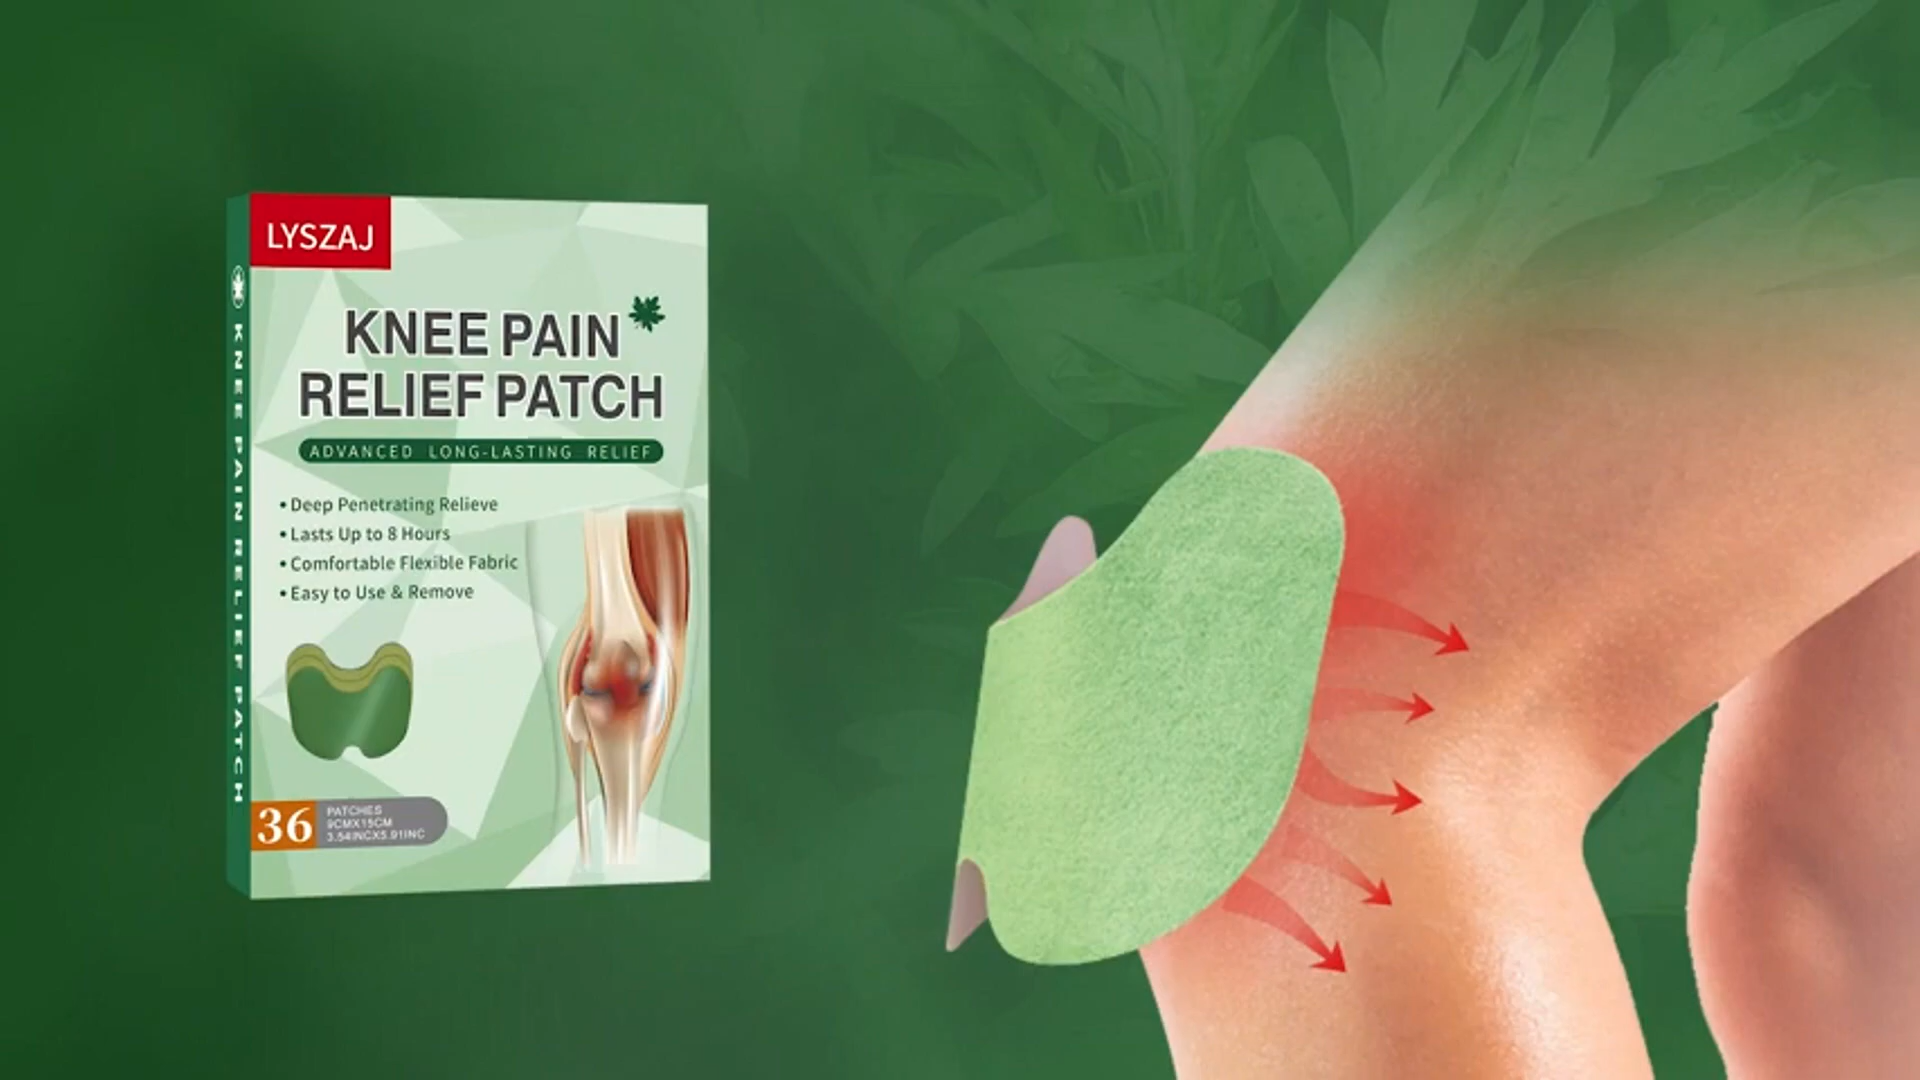 LYSZAJ
KNEE PAIN
RELIEF PATCH
ADVANCED LONG-LASTING RELIEF
• Deep Penetrating Relieve
• Lasts Up to 8 Hours
• Comfortable Flexible Fabric
• Easy to Use & Remove
36
PATCHES
9CMX15CM
3.54INCX5.91INC
KNEE PAIN RELIEF PATCH